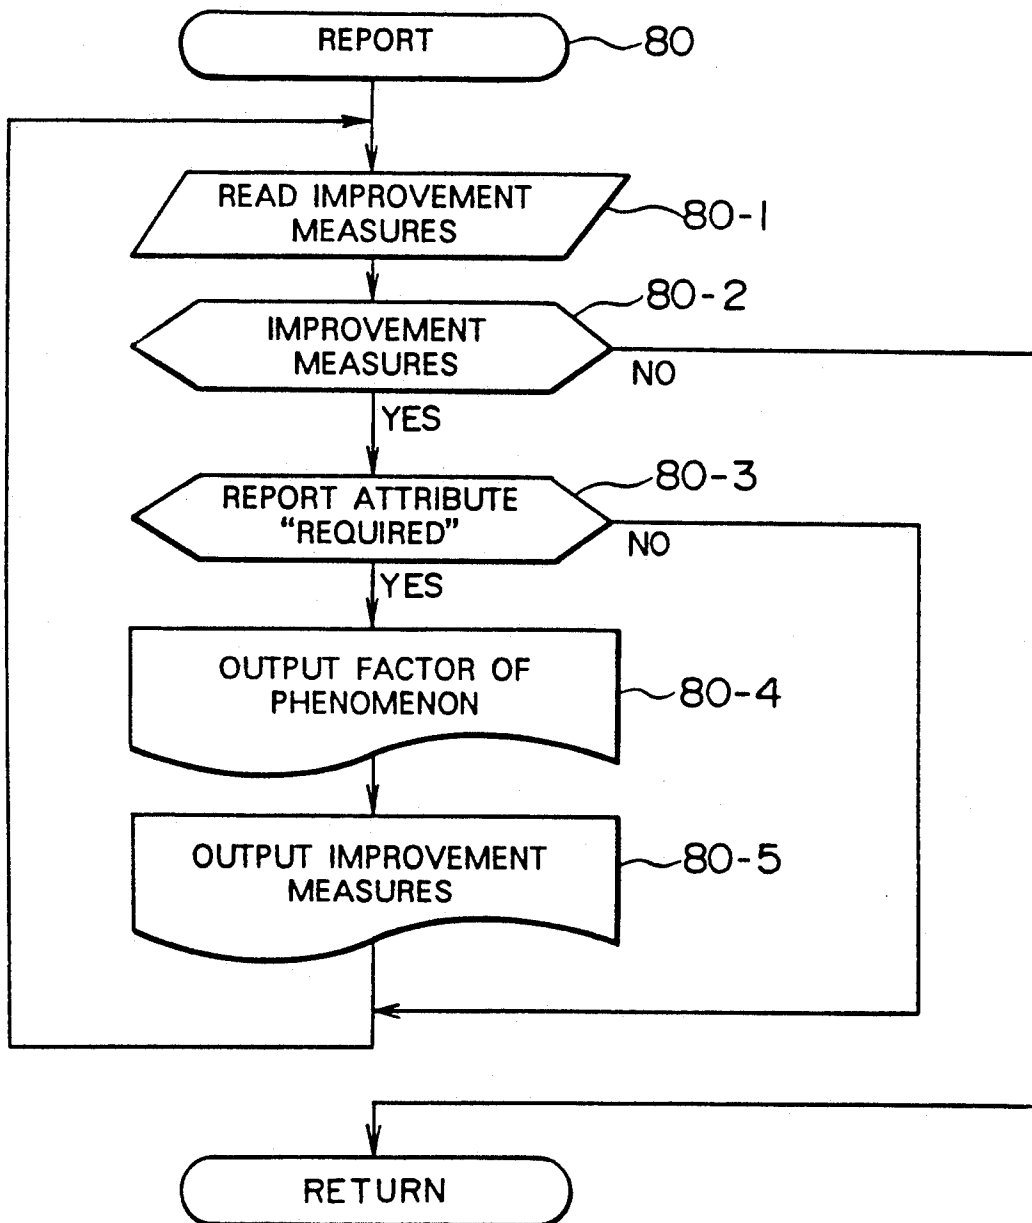 REPORT
80
READ IMPROVEMENT
MEASURES
80-1
80-2
IMPROVEMENT
MEASURES
NO
YES
80-3
REPORT ATTRIBUTE
"REQUIRED"
NO
YES
OUTPUT FACTOR OF
PHENOMENON
80-4
OUTPUT IMPROVEMENT
MEASURES
80-5
RETURN